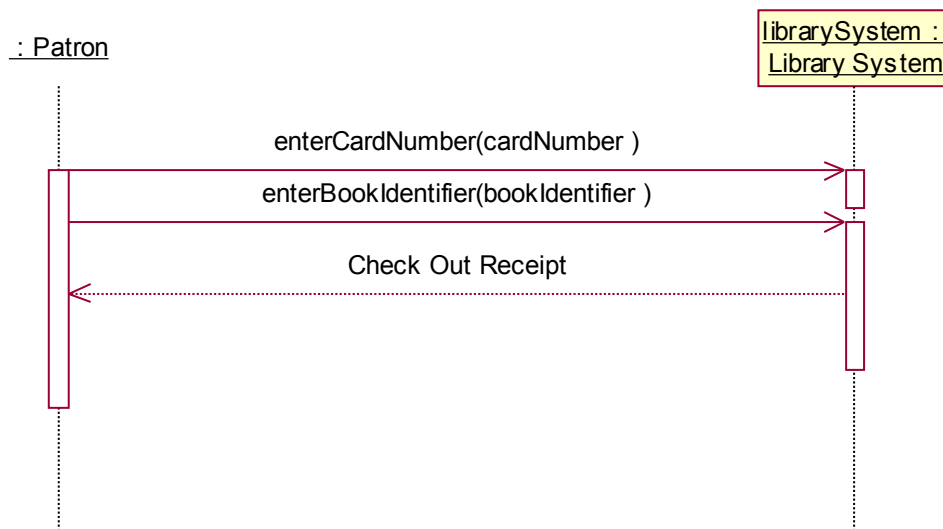 : Patron
librarySystem :
Library System
enterCardNumber(cardNumber )
enterBookIdentifier(bookIdentifier )
Check Out Receipt